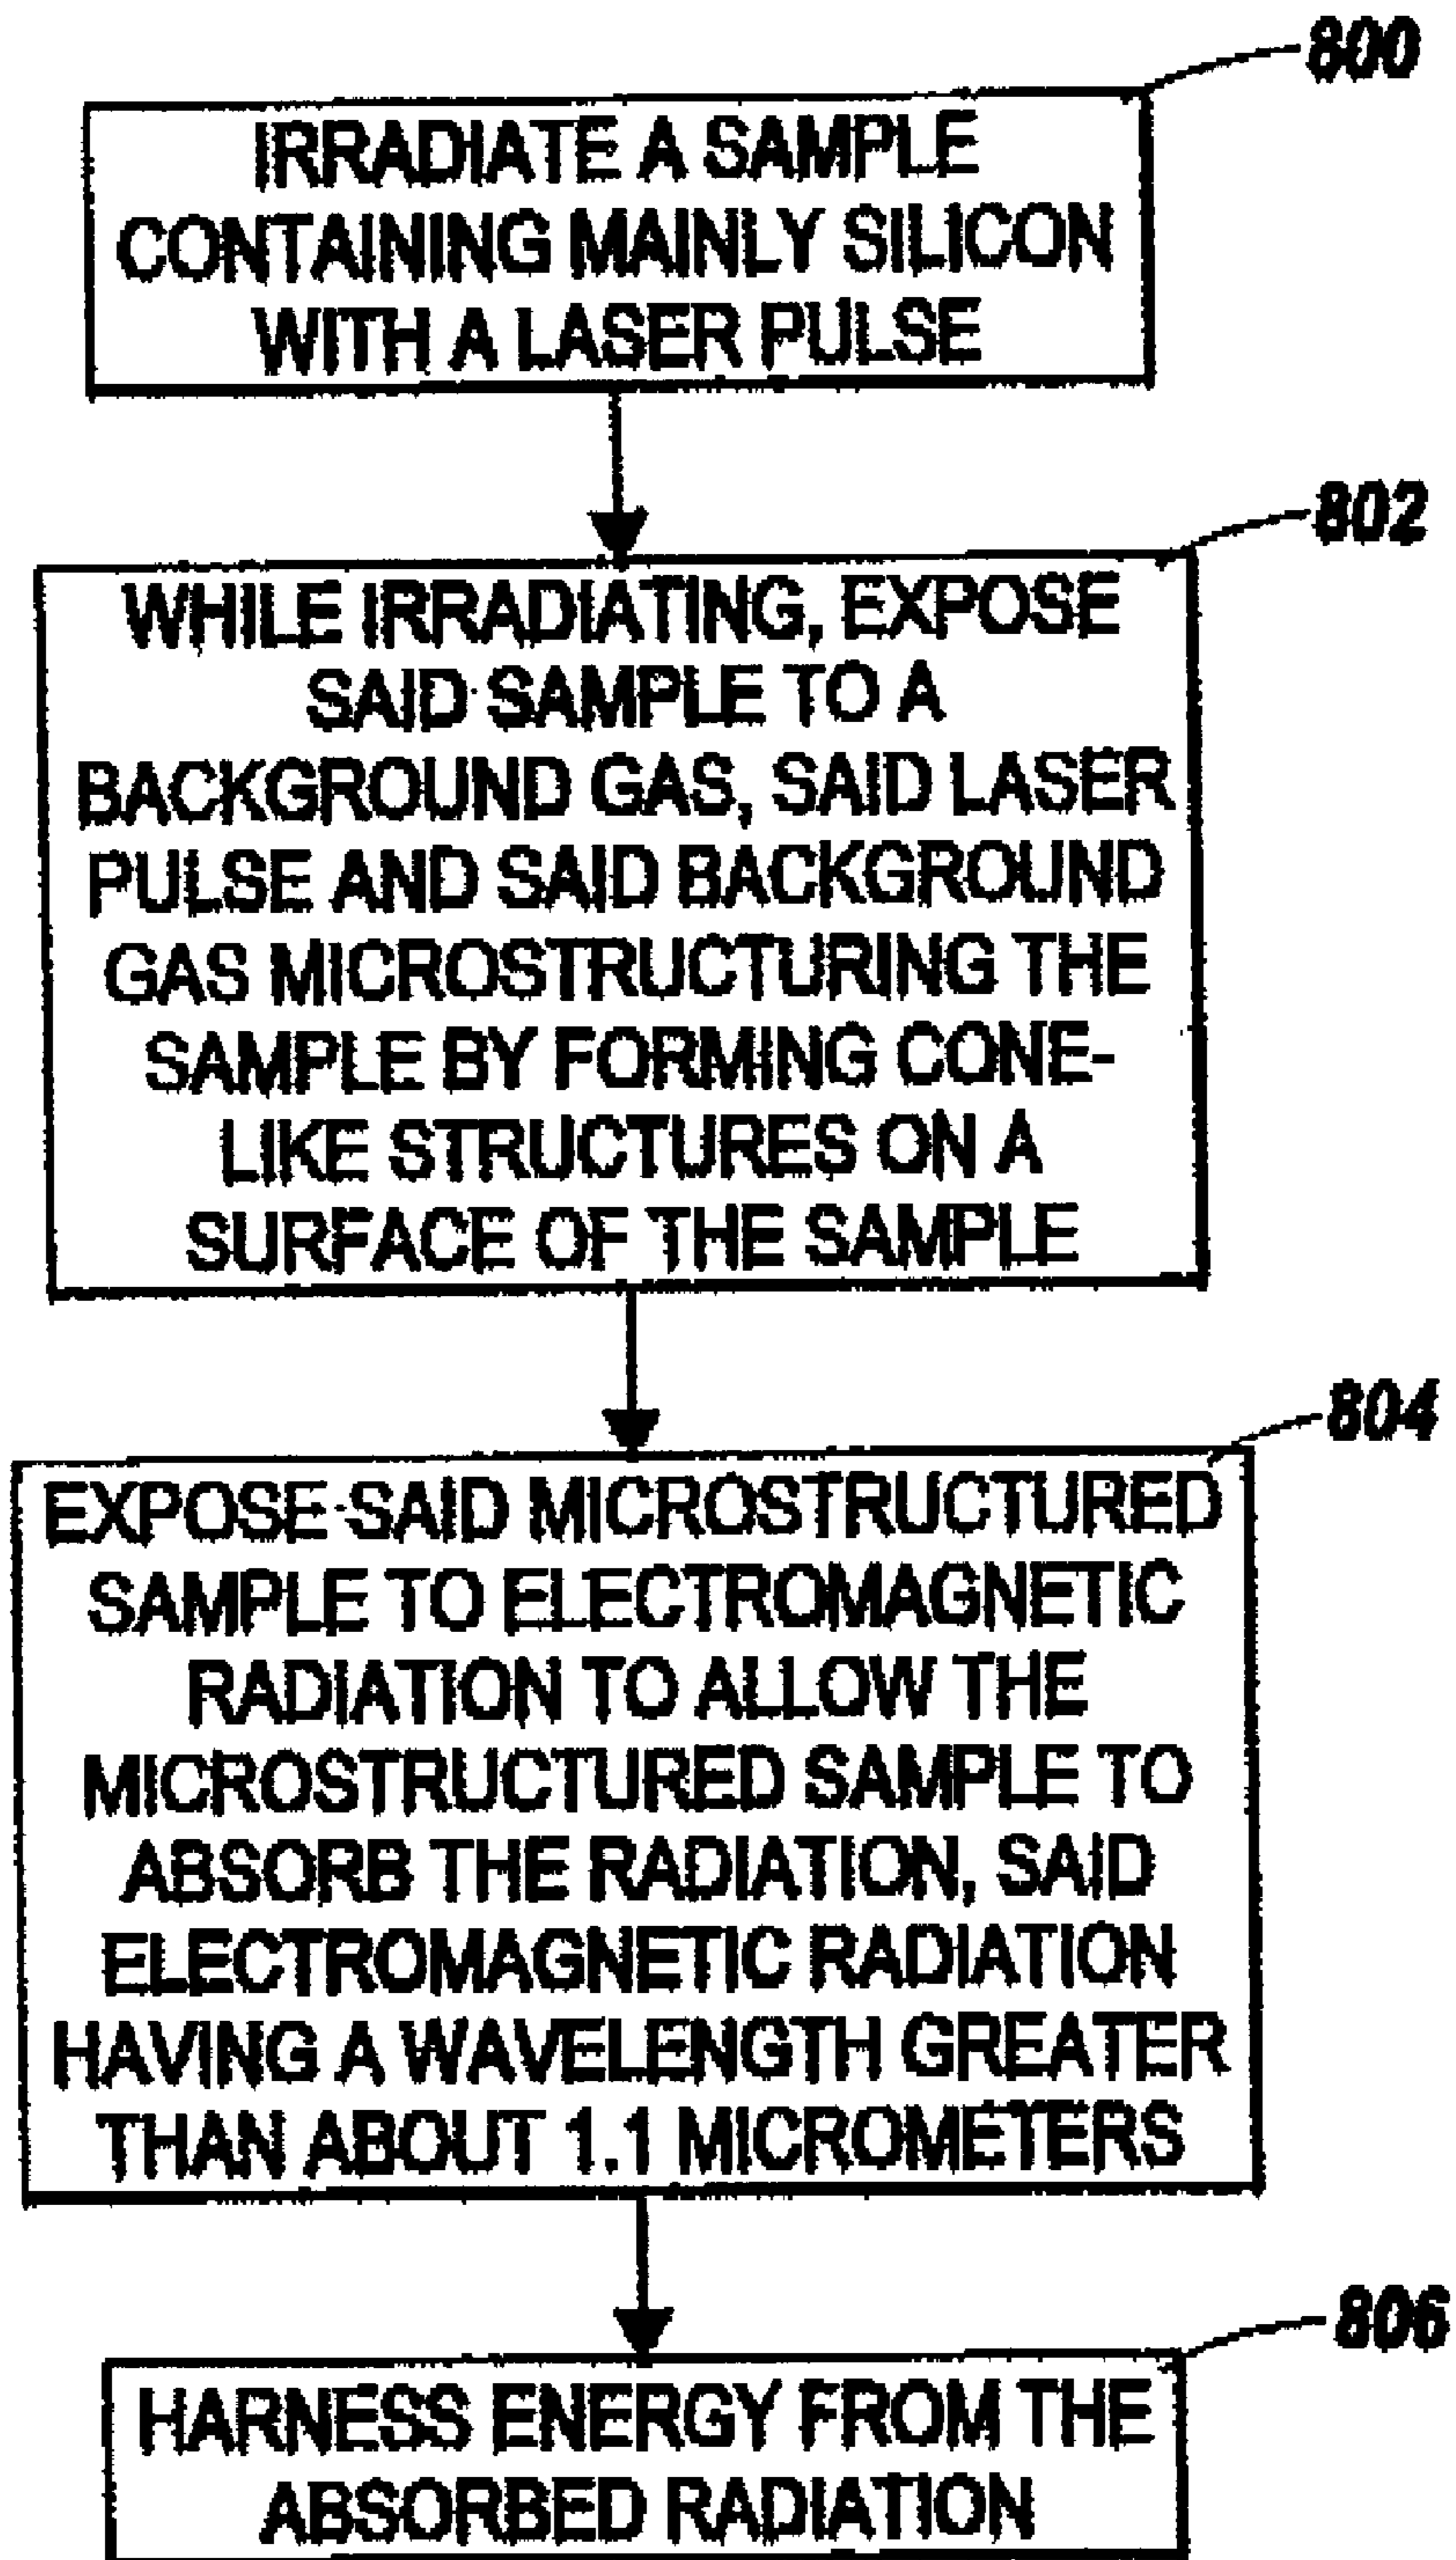 800
IRRADIATE A SAMPLE
CONTAINING MAINLY SILICON
WITH A LASER PULSE
802
WHILE IRRADIATING, EXPOSE
SAID SAMPLE TO A
BACKGROUND GAS, SAID LASER
PULSE AND SAID BACKGROUND
GAS MICROSTRUCTURING THE
SAMPLE BY FORMING CONE-
LIKE STRUCTURES ON A
SURFACE OF THE SAMPLE
804
EXPOSE SAID MICROSTRUCTURED
SAMPLE TO ELECTROMAGNETIC
RADIATION TO ALLOW THE
MICROSTRUCTURED SAMPLE TO
ABSORB THE RADIATION, SAID
ELECTROMAGNETIC RADIATION
HAVING A WAVELENGTH GREATER
THAN ABOUT 1.1 MICROMETERS
806
HARNESS ENERGY FROM THE
ABSORBED RADIATION